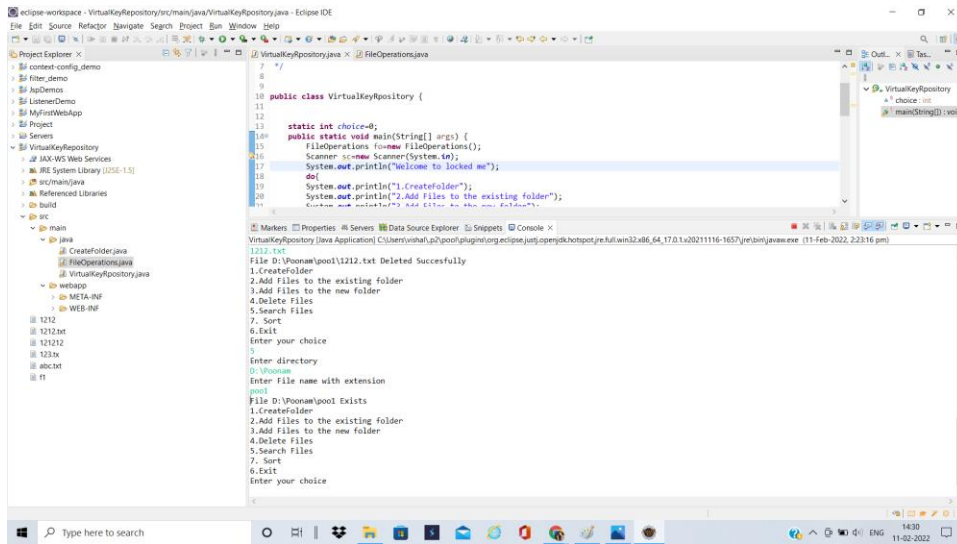 eclipse-workspace - VirtualKeyRepository/src/main/java/VirtualKeyRpository.java - Eclipse IDE
File Edit Source Refactor Navigate Search Project Run Window Help
Project Explorer
context-config_demo
filter_demo
JspDemos
ListenerDemo
MyFirstWebApp
Project
Servers
VirtualKeyRepository
JAX-WS Web Services
JRE System Library [J2SE-1.5]
src/main/java
Referenced Libraries
build
src
main
java
CreateFolder.java
FileOperations.java
VirtualKeyRpository.java
webapp
META-INF
WEB-INF
1212
1212.txt
121212
123.tx
abc.txt
f1
VirtualKeyRpository.java FileOperations.java
7 */
8
9
10 public class VirtualKeyRpository {
11
12
13 static int choice=0;
14 public static void main(String[] args) {
15 FileOperations fo=new FileOperations();
16 Scanner sc=new Scanner(System.in);
17 System.out.println("Welcome to locked me");
18 do{
19 System.out.println("1.CreateFolder");
20 System.out.println("2.Add Files to the existing folder");
21 System.out.println("3.Add Files to the new Folder");
Outl... Tas...
VirtualKeyRpository
choice : int
main(String[]) : voi
Markers Properties Servers Data Source Explorer Snippets Console
VirtualKeyRpository [Java Application] C:\Users\vishal\.p2\pool\plugins\org.eclipse.justj.openjdk.hotspot.jre.full.win32.x86_64_17.0.1.v20211116-1657\jre\bin\javaw.exe (11-Feb-2022, 2:23:16 pm)
1212.txt
File D:\Poonam\poo1\1212.txt Deleted Succesfully
1.CreateFolder
2.Add Files to the existing folder
3.Add Files to the new folder
4.Delete Files
5.Search Files
7. Sort
6.Exit
Enter your choice
5
Enter directory
D:\Poonam
Enter File name with extension
poo1
File D:\Poonam\poo1 Exists
1.CreateFolder
2.Add Files to the existing folder
3.Add Files to the new folder
4.Delete Files
5.Search Files
7. Sort
6.Exit
Enter your choice
Type here to search
ENG
14:30
11-02-2022